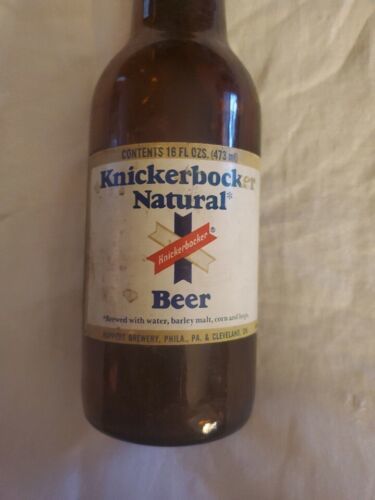 CONTENTS 16 FL OZS. (473 ml)
Knickerbocker
Natural*
Knickerbocker ®
Beer
*Brewed with water, barley malt, corn and hops.
BREWERY, PHILA., PA. & CLEVELAND, OH.